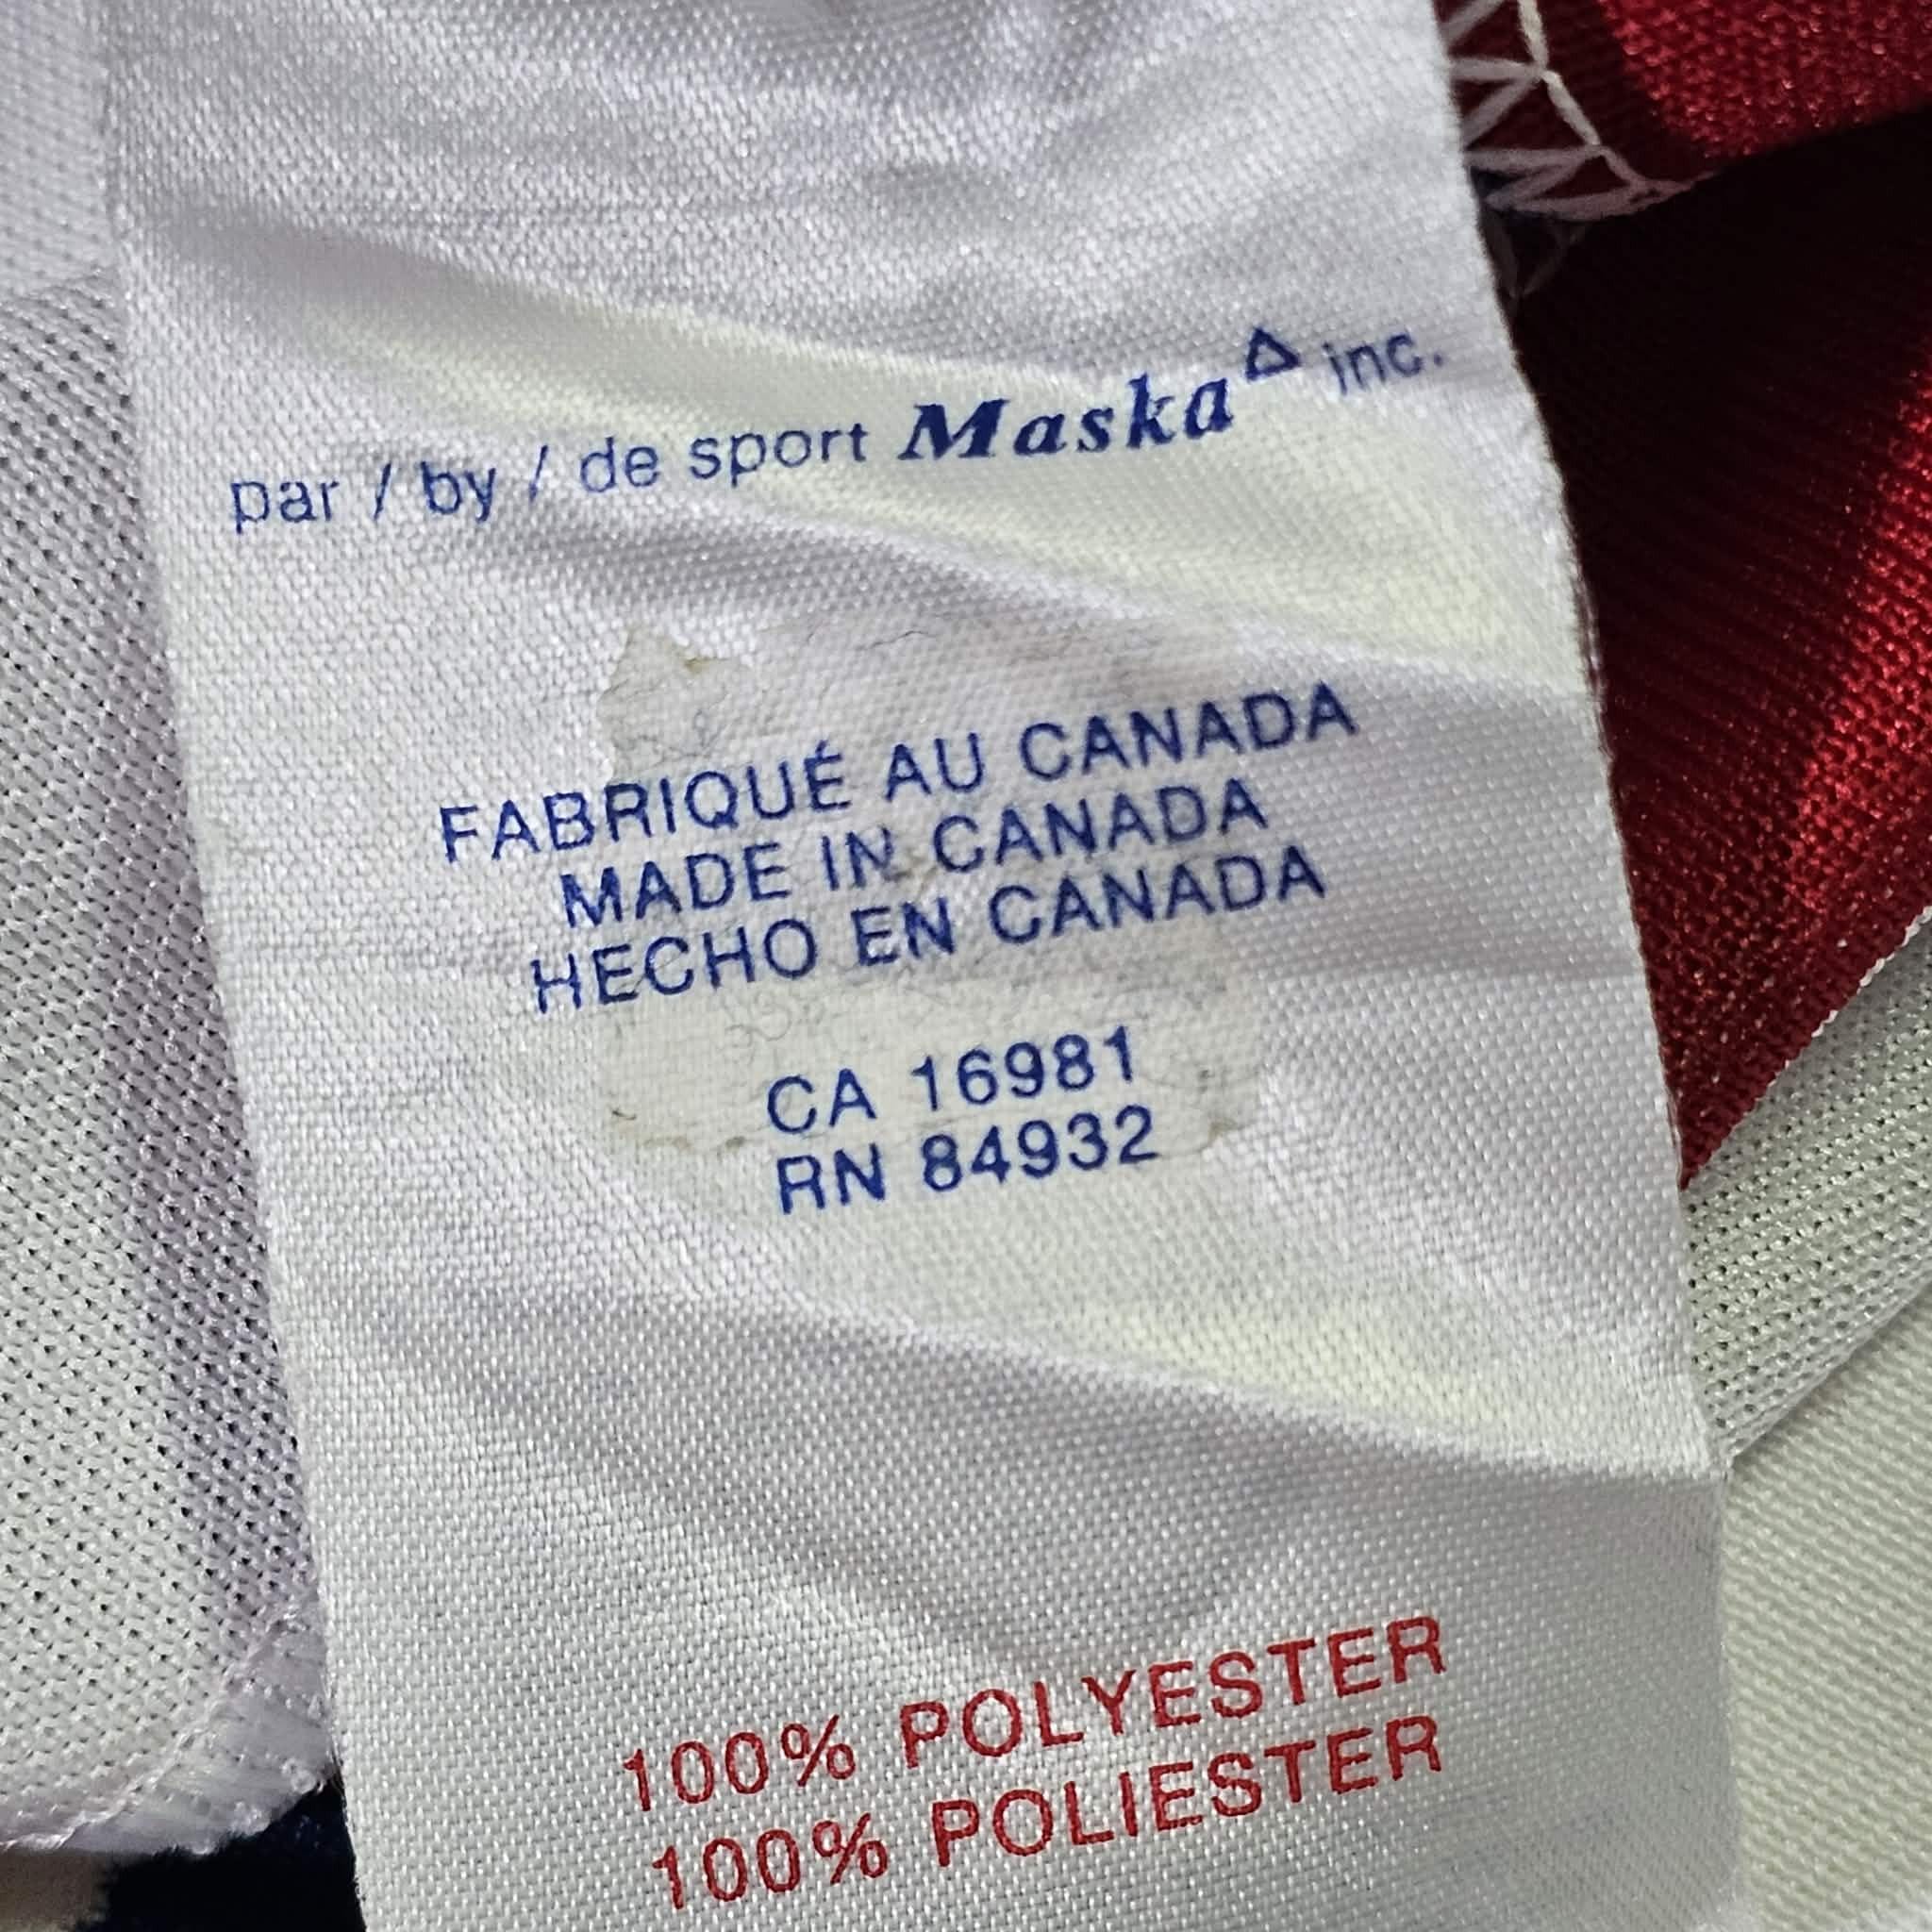 par / by / de sport Maska inc.
FABRIQUÉ AU CANADA
MADE IN CANADA
HECHO EN CANADA
CA 16981
RN 84932
100% POLYESTER
100% POLIESTER